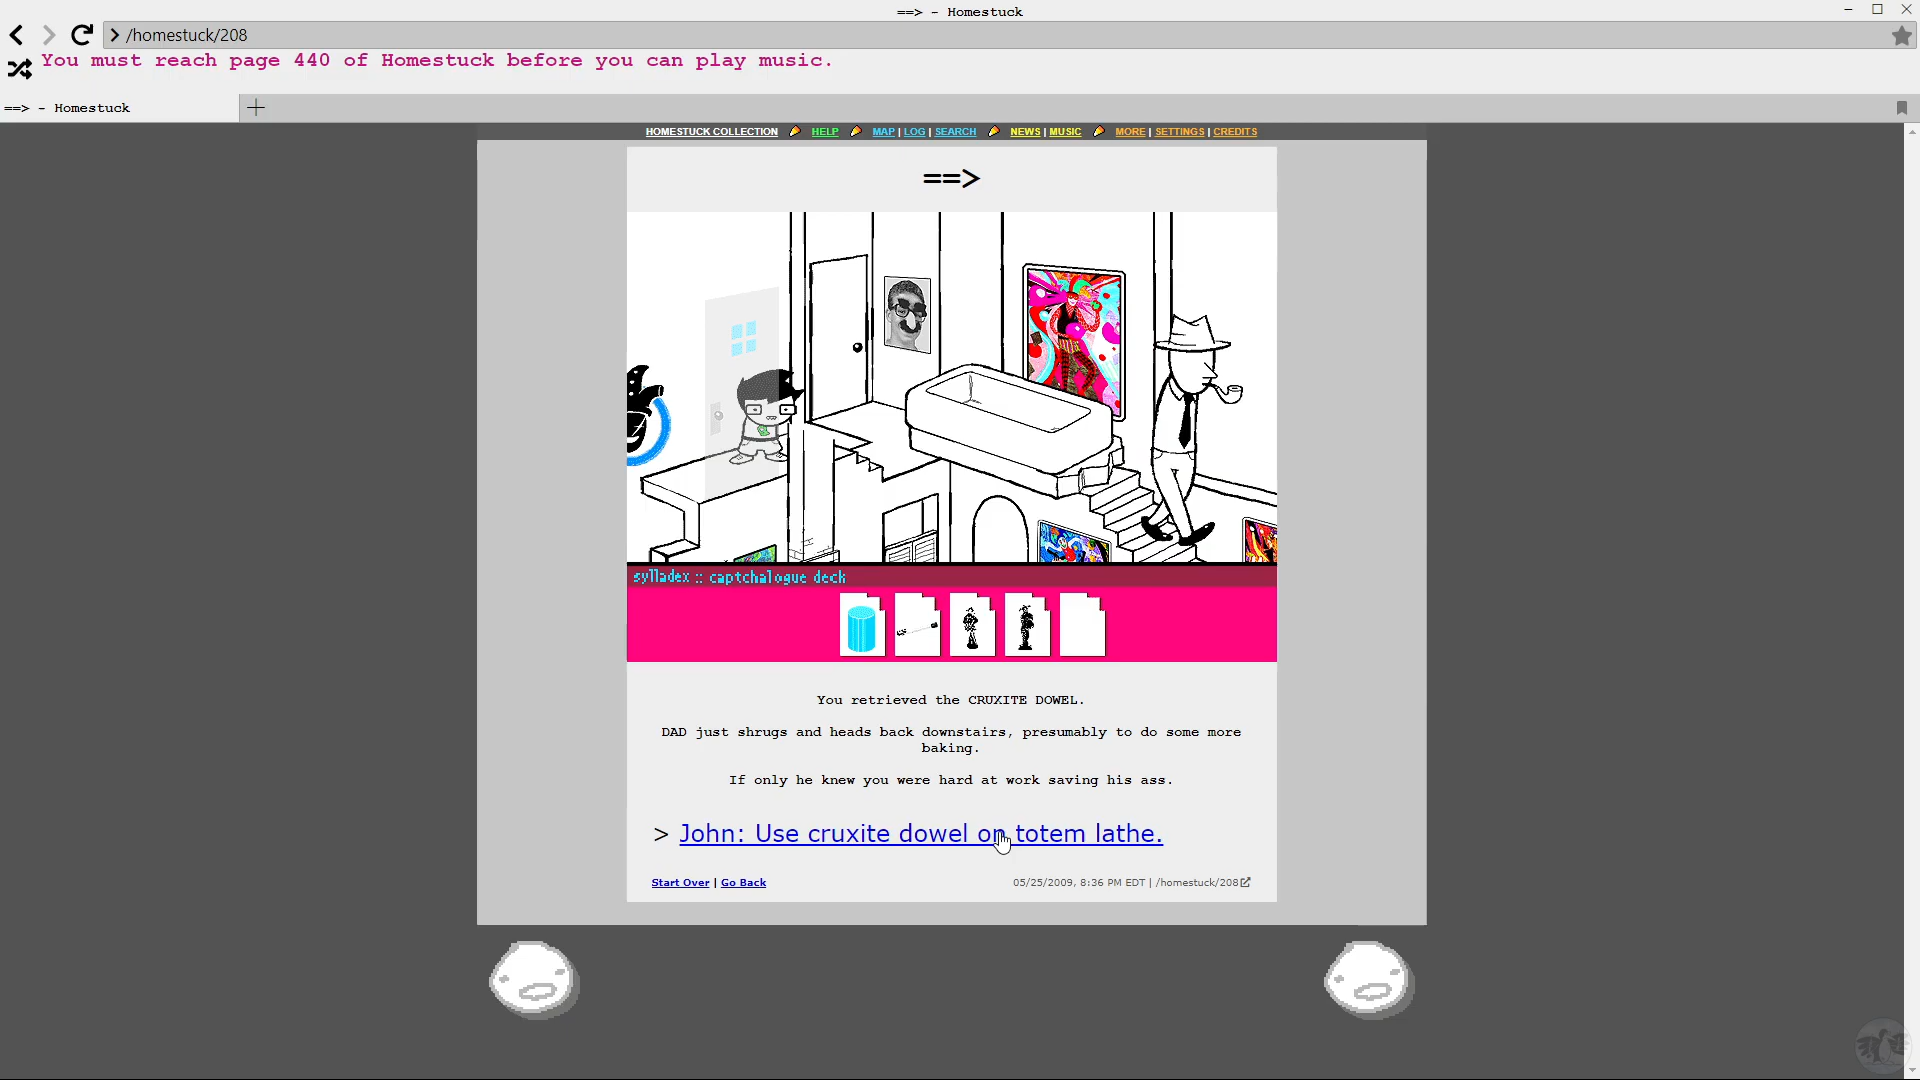 ==> - Homestuck
/homestuck/208
You must reach page 440 of Homestuck before you can play music.
==> - Homestuck
HOMESTUCK COLLECTION HELP MAP | LOG | SEARCH NEWS | MUSIC MORE | SETTINGS | CREDITS
==>
sylladex :: captchalogue deck
You retrieved the CRUXITE DOWEL.
DAD just shrugs and heads back downstairs, presumably to do some more
baking.
If only he knew you were hard at work saving his ass.
> John: Use cruxite dowel on totem lathe.
Start Over | Go Back
05/25/2009, 8:36 PM EDT | /homestuck/208